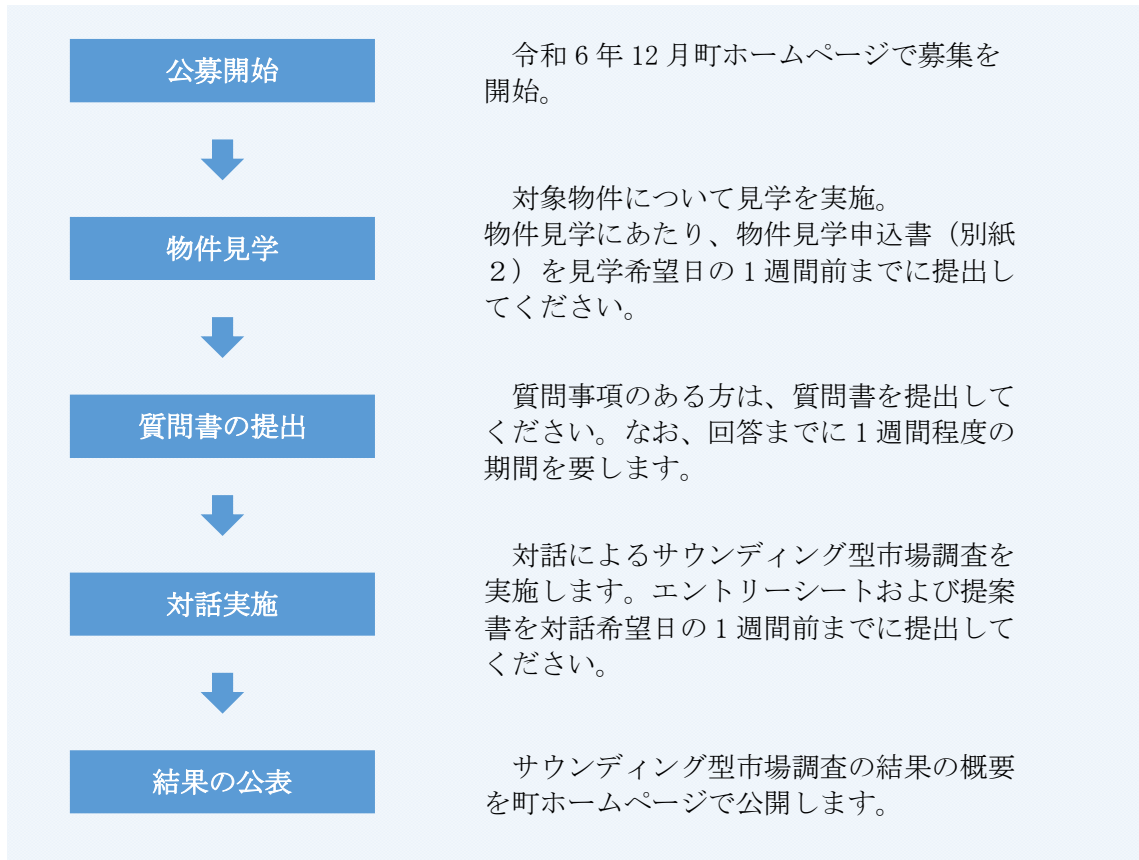 公募開始
令和6年12月町ホームページで募集を
開始。
物件見学
対象物件について見学を実施。
物件見学にあたり、物件見学申込書（別紙
２）を見学希望日の1週間前までに提出し
てください。
質問書の提出
質問事項のある方は、質問書を提出して
ください。なお、回答までに1週間程度の
期間を要します。
対話実施
対話によるサウンディング型市場調査を
実施します。エントリーシートおよび提案
書を対話希望日の1週間前までに提出して
ください。
結果の公表
サウンディング型市場調査の結果の概要
を町ホームページで公開します。